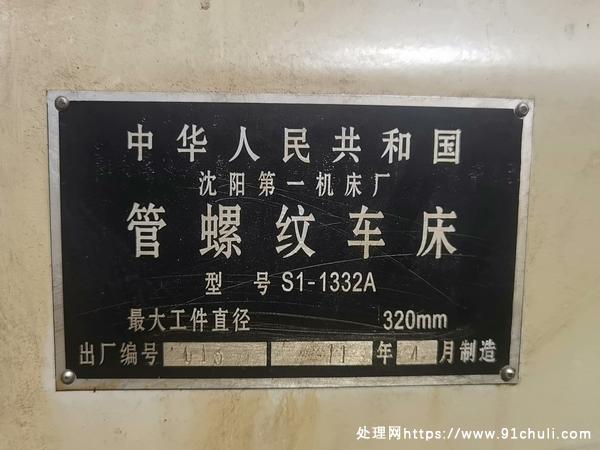 中华人民共和国
沈阳第一机床厂
管螺纹车床
型号 S1-1332A
最大工件直径 320mm
出厂编号 年 月制造
处理网https://www.91chuli.com/